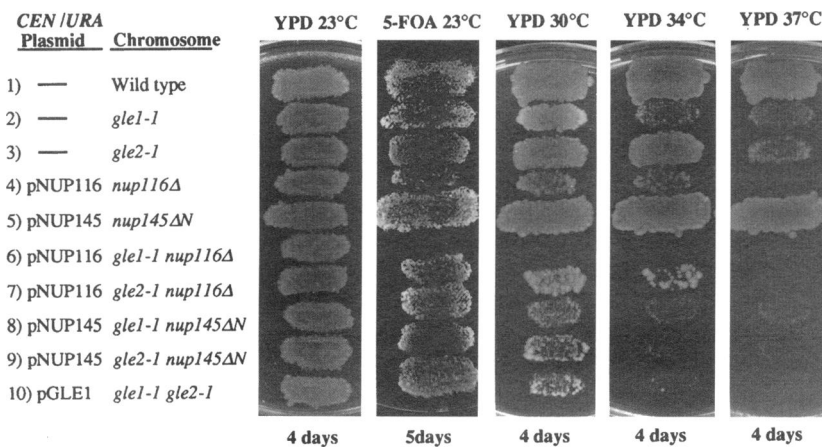 CEN /URA
Plasmid Chromosome
YPD 23°C 5-FOA 23°C YPD 30°C YPD 34°C YPD 37°C
1) — Wild type
2) — gle1-1
3) — gle2-1
4) pNUP116 nup116Δ
5) pNUP145 nup145ΔN
6) pNUP116 gle1-1 nup116Δ
7) pNUP116 gle2-1 nup116Δ
8) pNUP145 gle1-1 nup145ΔN
9) pNUP145 gle2-1 nup145ΔN
10) pGLE1 gle1-1 gle2-1
4 days 5days 4 days 4 days 4 days